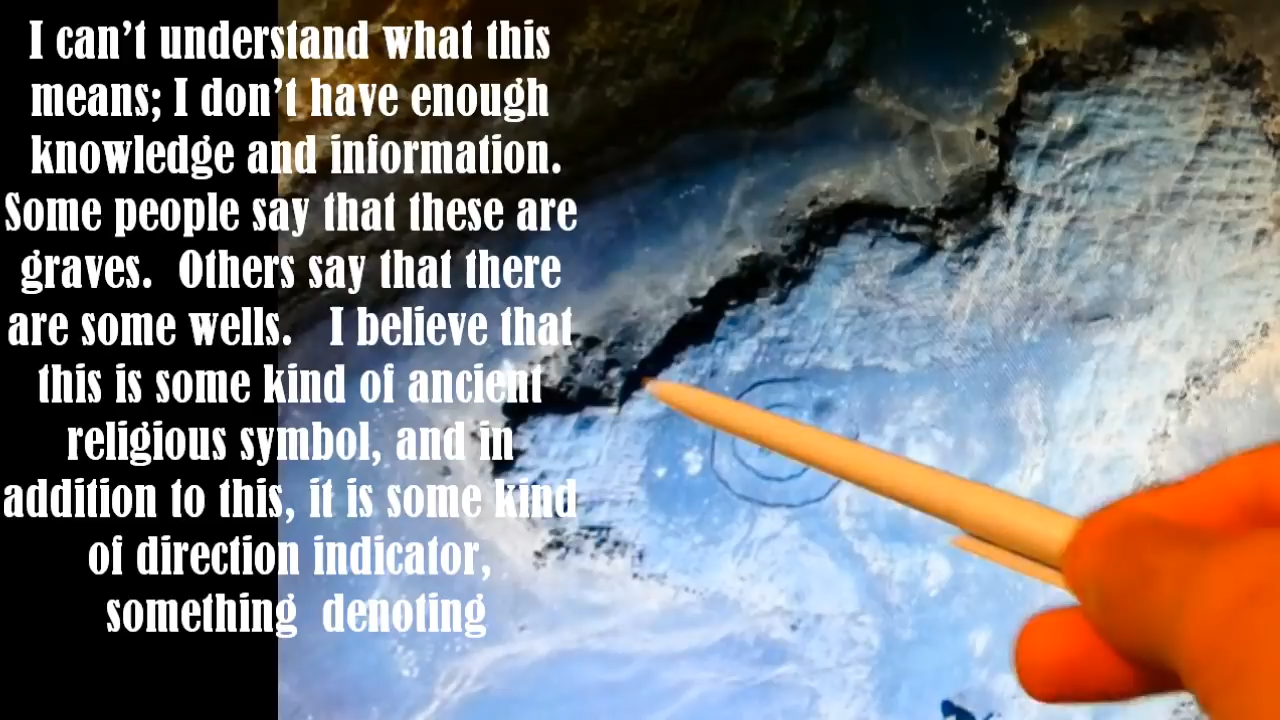 I can’t understand what this
means; I don’t have enough
knowledge and information.
Some people say that these are
graves. Others say that there
are some wells. I believe that
this is some kind of ancient
religious symbol, and in
addition to this, it is some kind
of direction indicator,
something denoting